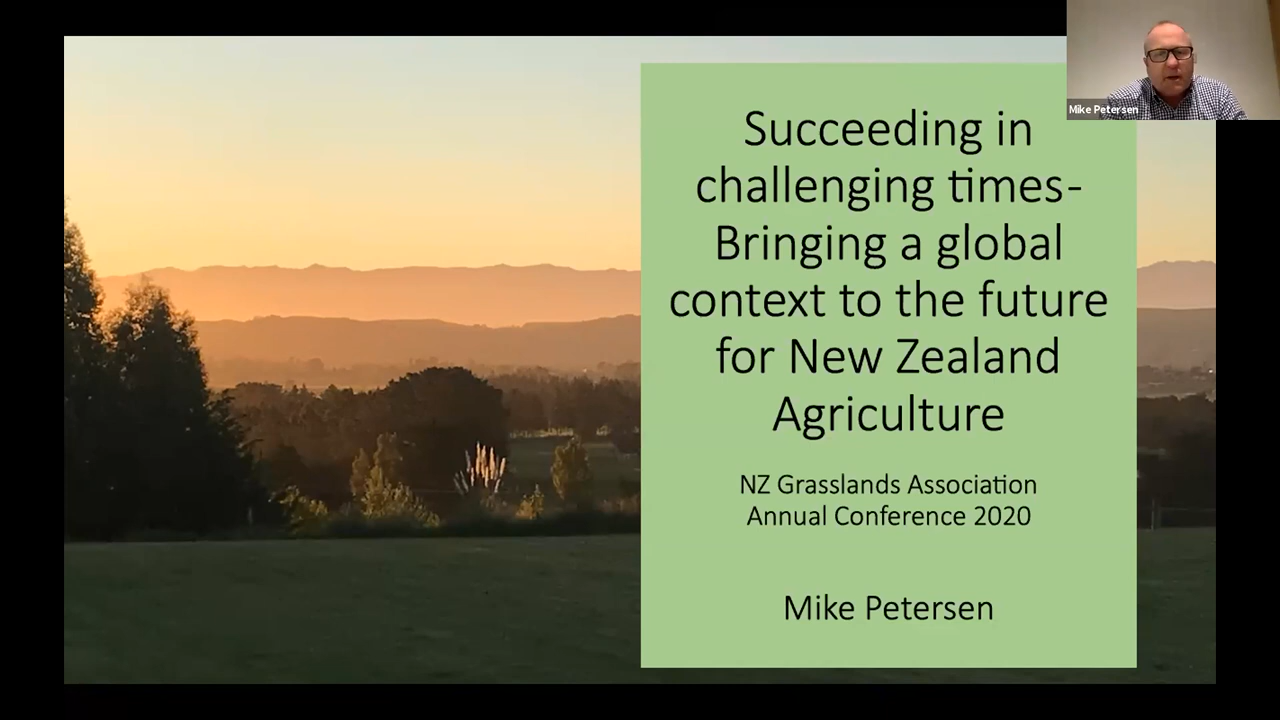 Succeeding in
challenging times-
Bringing a global
context to the future
for New Zealand
Agriculture
NZ Grasslands Association
Annual Conference 2020
Mike Petersen
Mike Petersen